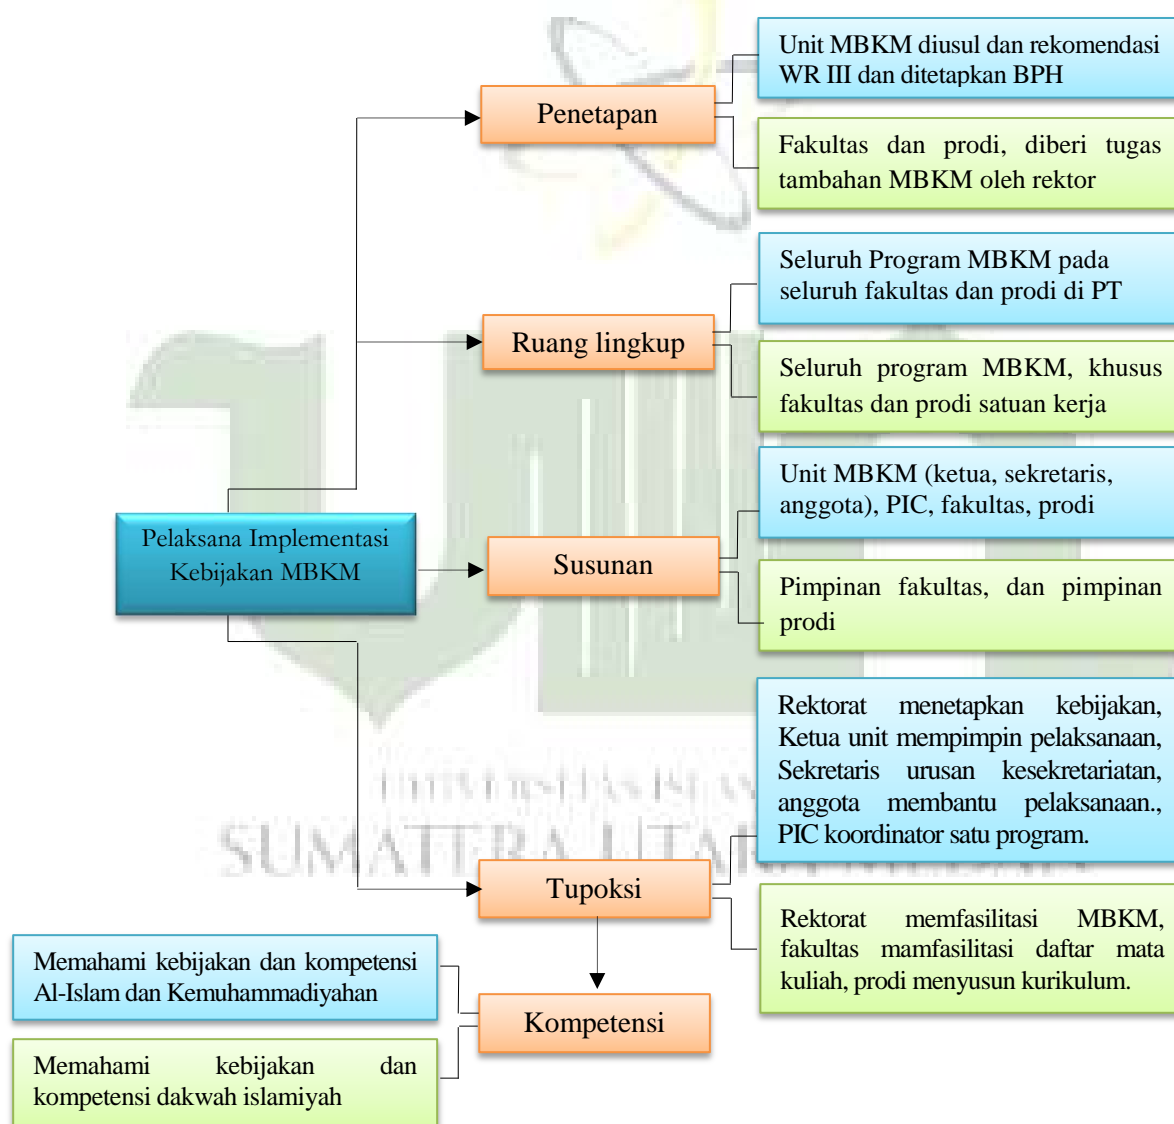 Unit MBKM diusul dan rekomendasi
WR III dan ditetapkan BPH
Penetapan
Fakultas dan prodi, diberi tugas
tambahan MBKM oleh rektor
Seluruh Program MBKM pada
seluruh fakultas dan prodi di PT
Ruang lingkup
Seluruh program MBKM, khusus
fakultas dan prodi satuan kerja
Unit MBKM (ketua, sekretaris,
anggota), PIC, fakultas, prodi
Pelaksana Implementasi
Kebijakan MBKM
Susunan
Pimpinan fakultas, dan pimpinan
prodi
Rektorat menetapkan kebijakan,
Ketua unit mempimpin pelaksanaan,
Sekretaris urusan kesekretariatan,
anggota membantu pelaksanaan.,
PIC koordinator satu program.
SUMATERA UTARA MEDAN
Tupoksi
Rektorat memfasilitasi MBKM,
fakultas mamfasilitasi daftar mata
kuliah, prodi menyusun kurikulum.
Memahami kebijakan dan kompetensi
Al-Islam dan Kemuhammadiyahan
Kompetensi
Memahami kebijakan dan
kompetensi dakwah islamiyah